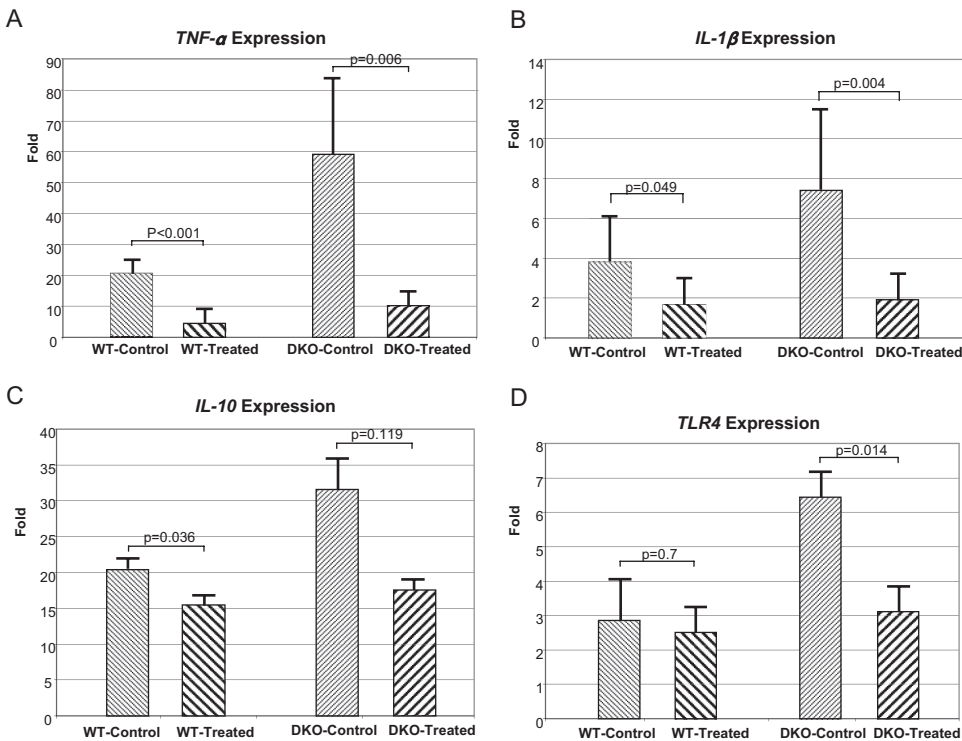 A
TNF-α Expression
Fold
90
80
70
60
50
40
30
20
10
0
P<0.001
p=0.006
WT-Control WT-Treated DKO-Control DKO-Treated
B
IL-1β Expression
Fold
14
12
10
8
6
4
2
0
p=0.049
p=0.004
WT-Control WT-Treated DKO-Control DKO-Treated
C
IL-10 Expression
Fold
40
35
30
25
20
15
10
5
0
p=0.036
p=0.119
WT-Control WT-Treated DKO-Control DKO-Treated
D
TLR4 Expression
Fold
8
7
6
5
4
3
2
1
0
p=0.7
p=0.014
WT-Control WT-Treated DKO-Control DKO-Treated